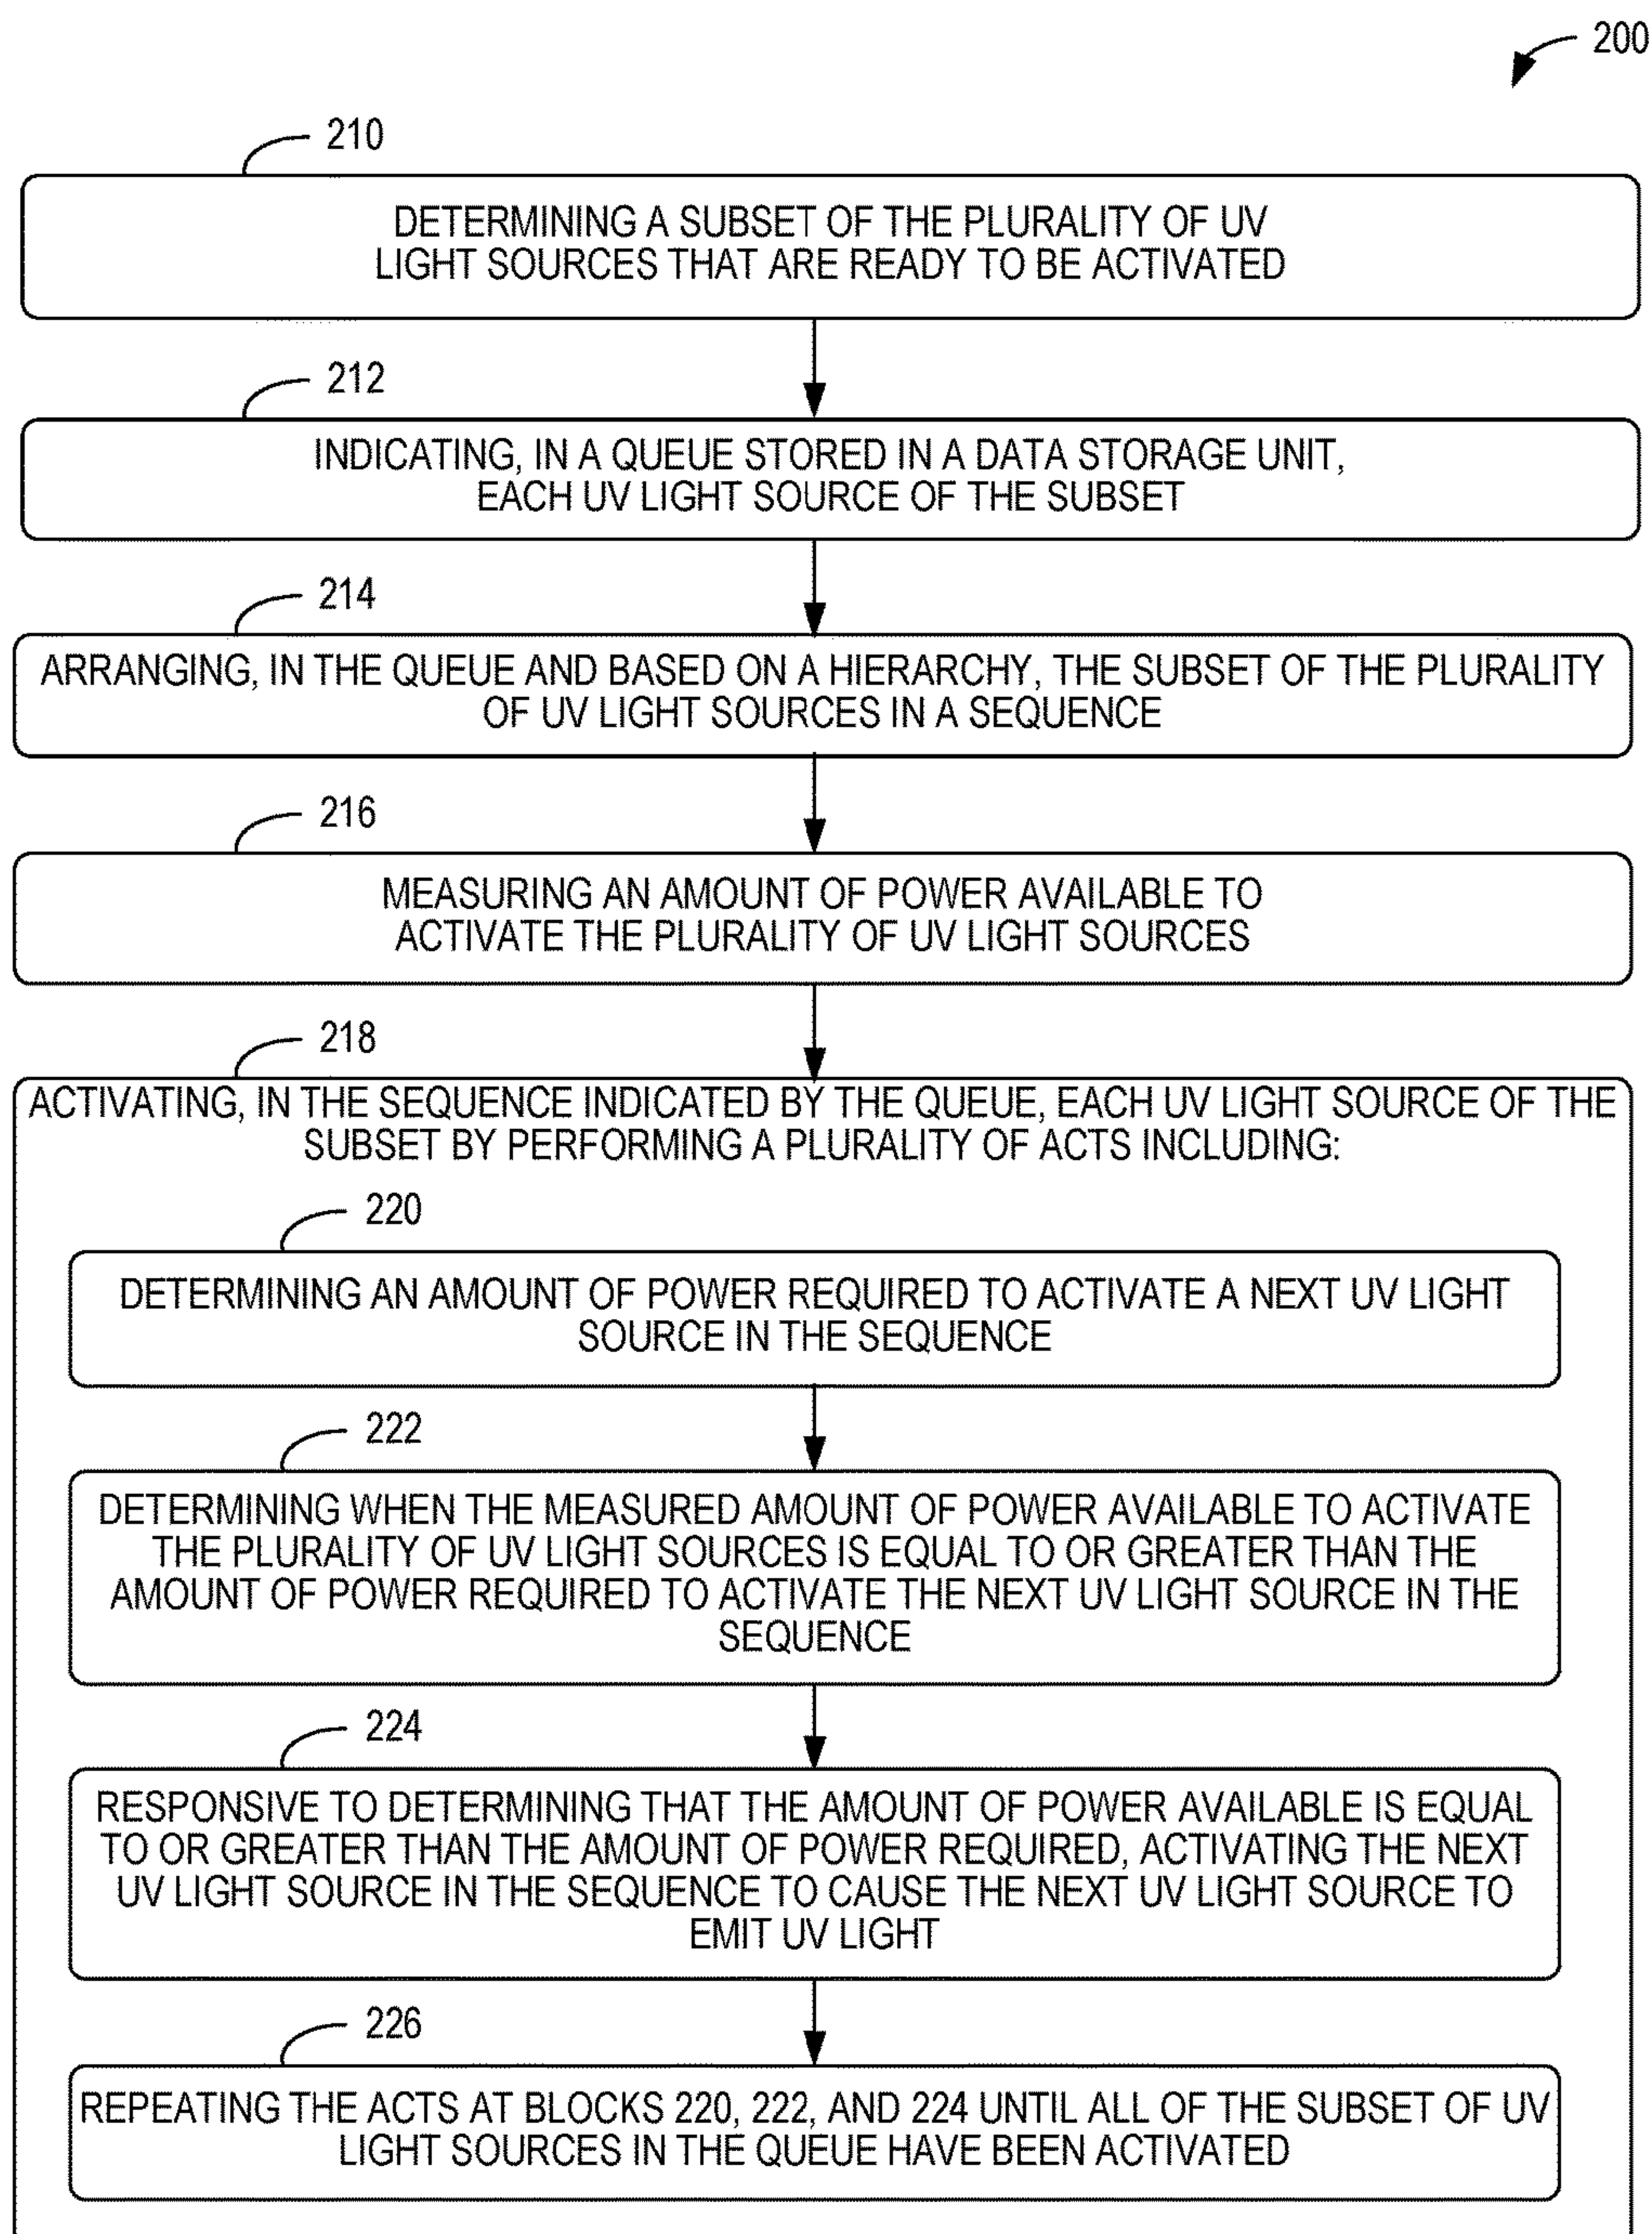 200
210
DETERMINING A SUBSET OF THE PLURALITY OF UV
LIGHT SOURCES THAT ARE READY TO BE ACTIVATED
212
INDICATING, IN A QUEUE STORED IN A DATA STORAGE UNIT,
EACH UV LIGHT SOURCE OF THE SUBSET
214
ARRANGING, IN THE QUEUE AND BASED ON A HIERARCHY, THE SUBSET OF THE PLURALITY
OF UV LIGHT SOURCES IN A SEQUENCE
216
MEASURING AN AMOUNT OF POWER AVAILABLE TO
ACTIVATE THE PLURALITY OF UV LIGHT SOURCES
218
ACTIVATING, IN THE SEQUENCE INDICATED BY THE QUEUE, EACH UV LIGHT SOURCE OF THE
SUBSET BY PERFORMING A PLURALITY OF ACTS INCLUDING:
220
DETERMINING AN AMOUNT OF POWER REQUIRED TO ACTIVATE A NEXT UV LIGHT
SOURCE IN THE SEQUENCE
222
DETERMINING WHEN THE MEASURED AMOUNT OF POWER AVAILABLE TO ACTIVATE
THE PLURALITY OF UV LIGHT SOURCES IS EQUAL TO OR GREATER THAN THE
AMOUNT OF POWER REQUIRED TO ACTIVATE THE NEXT UV LIGHT SOURCE IN THE
SEQUENCE
224
RESPONSIVE TO DETERMINING THAT THE AMOUNT OF POWER AVAILABLE IS EQUAL
TO OR GREATER THAN THE AMOUNT OF POWER REQUIRED, ACTIVATING THE NEXT
UV LIGHT SOURCE IN THE SEQUENCE TO CAUSE THE NEXT UV LIGHT SOURCE TO
EMIT UV LIGHT
226
REPEATING THE ACTS AT BLOCKS 220, 222, AND 224 UNTIL ALL OF THE SUBSET OF UV
LIGHT SOURCES IN THE QUEUE HAVE BEEN ACTIVATED